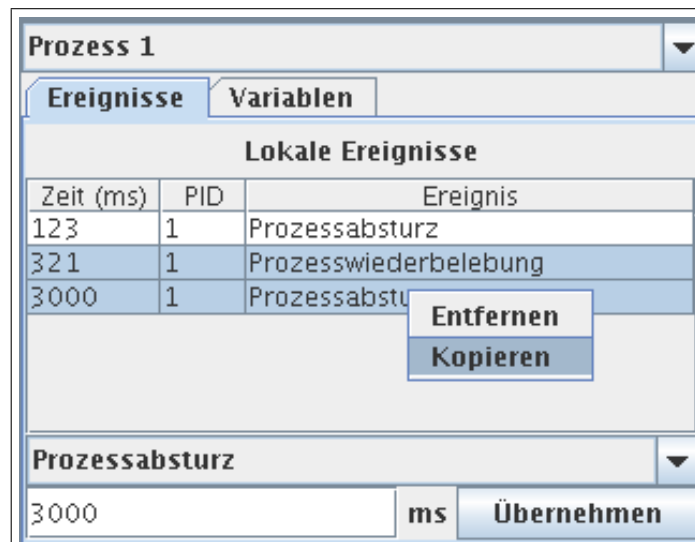 Prozess 1
Ereignisse Variablen
Lokale Ereignisse
Zeit (ms) PID Ereignis
123 1 Prozessabsturz
321 1 Prozesswiederbelebung
3000 1
Entfernen
Kopieren
Prozessabsturz
3000 ms Übernehmen